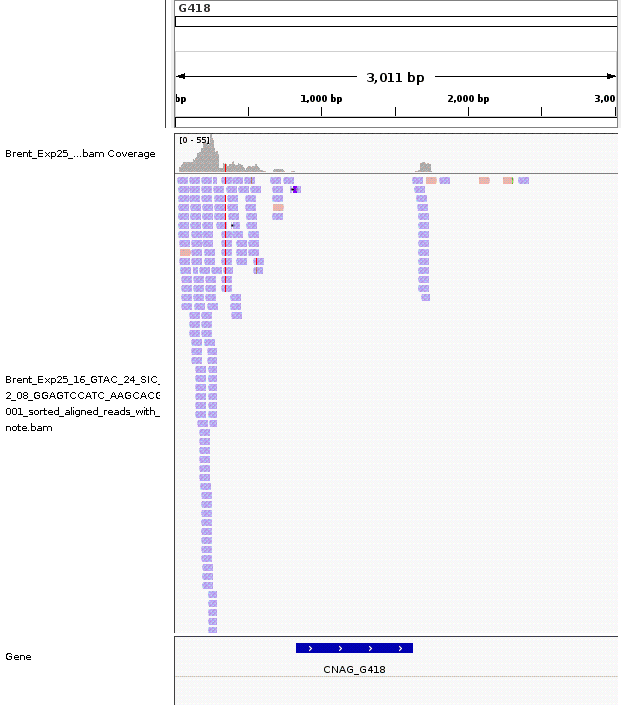 G418
3,011 bp
bp 1,000 bp 2,000 bp 3,00
[0 - 55]
Brent_Exp25_...bam Coverage
Brent_Exp25_16_GTAC_24_SIC_
2_08_GGAGTCCATC_AAGCACG
001_sorted_aligned_reads_with_
note.bam
Gene
CNAG_G418